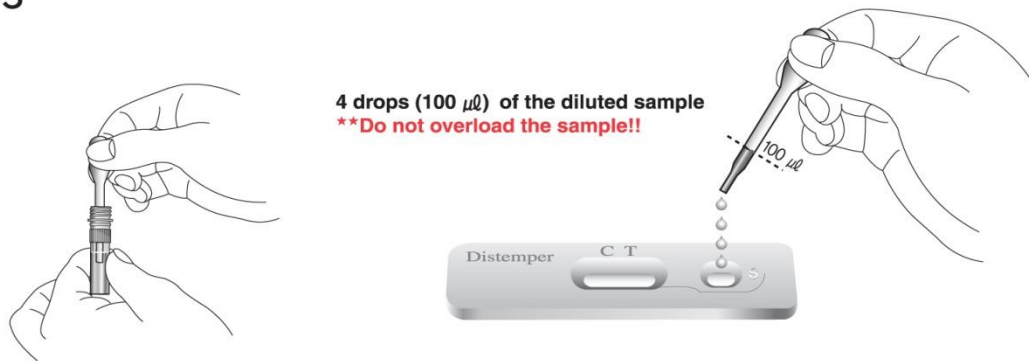 4 drops (100 µl) of the diluted sample
**Do not overload the sample!!
100 µl
Distemper
C T
S